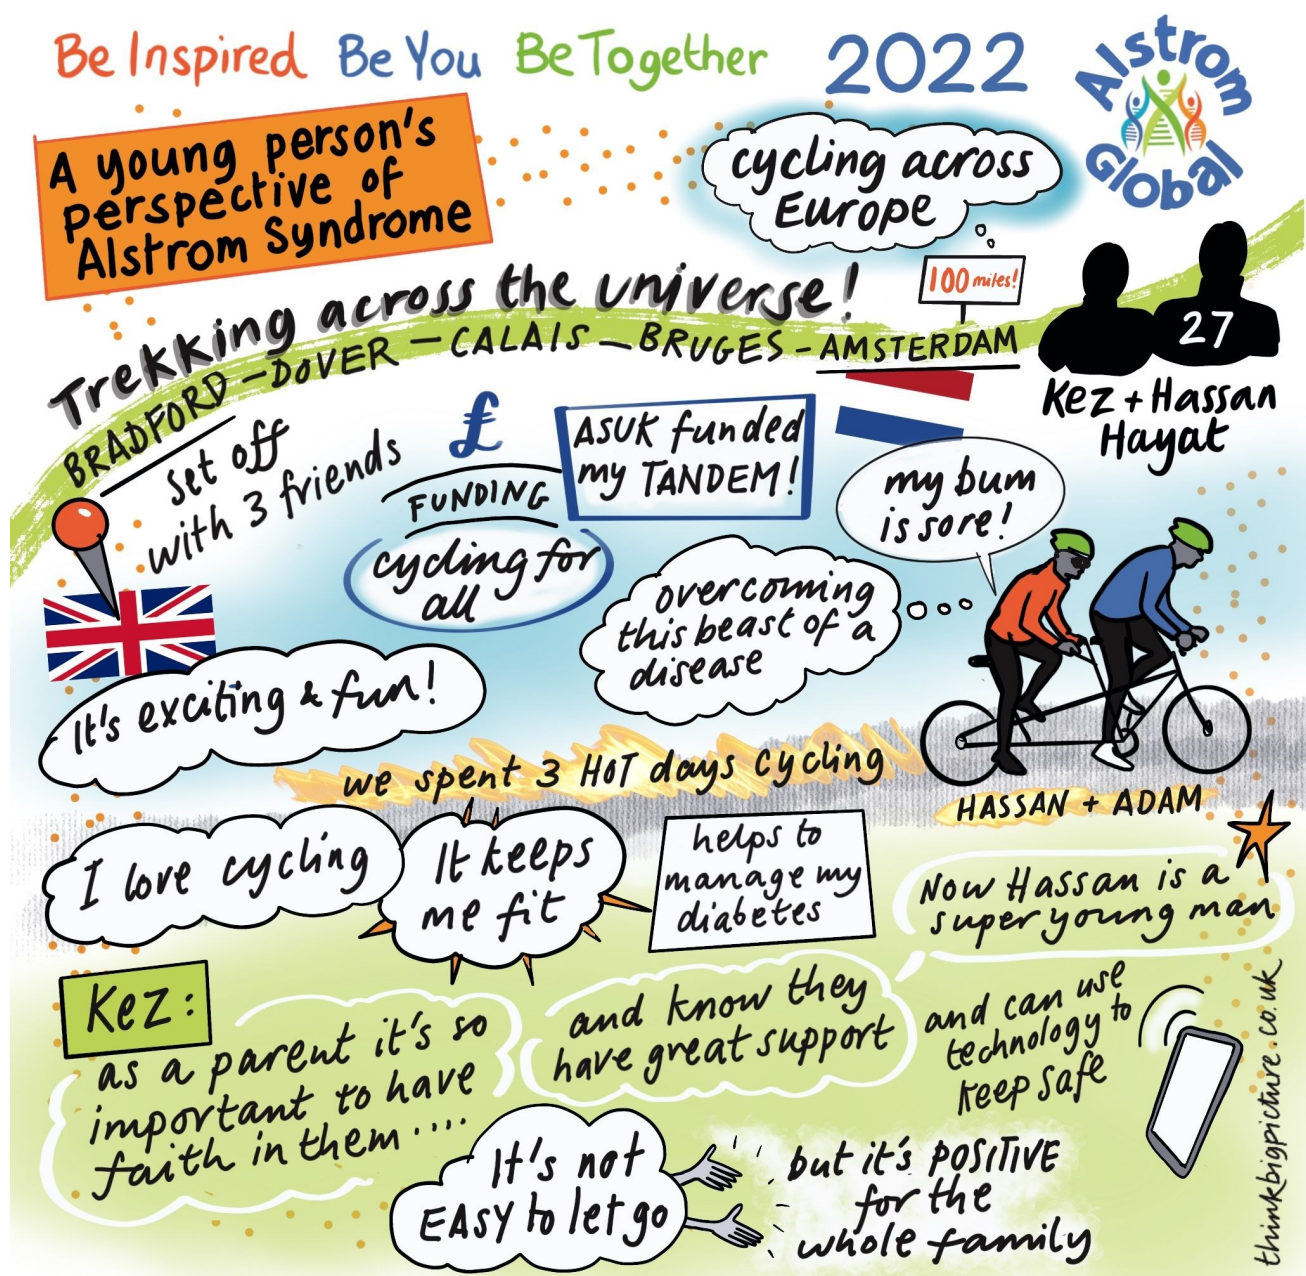 Be Inspired Be You Be Together 2022
Alstrom
Global
A young person's
perspective of
Alstrom Syndrome
cycling across
Europe
100 miles!
Trekking across the universe!
BRADFORD - DOVER - CALAIS - BRUGES - AMSTERDAM
27
Kez + Hassan
Hayat
Set off
with 3 friends
£
FUNDING
cycling for
all
ASUK funded
my TANDEM!
my bum
is sore!
overcoming
this beast of a
disease
It's exciting & fun!
we spent 3 HOT days cycling
HASSAN + ADAM
I love cycling
It keeps
me fit
helps to
manage my
diabetes
Now Hassan is a
super young man
Kez:
as a parent it's so
important to have
faith in them....
and know they
have great support
and can use
technology to
keep safe
It's not
EASY to let go
but it's POSITIVE
for the
whole family
thinkbigpicture.co.uk